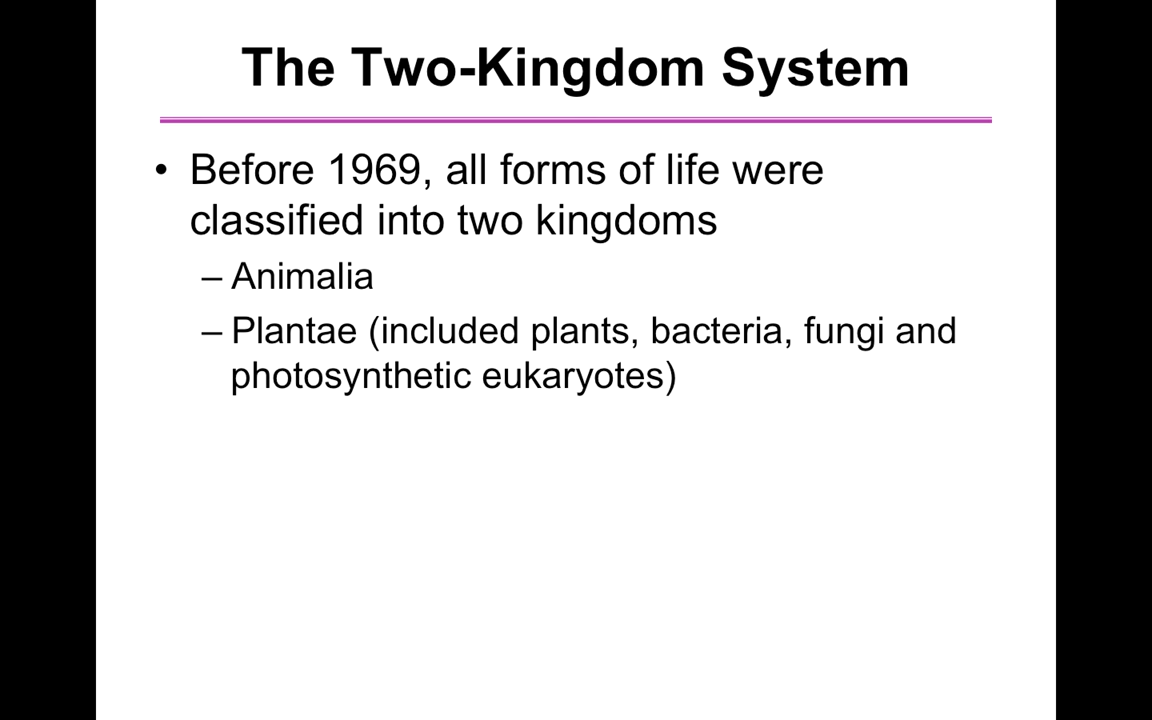 The Two-Kingdom System
• Before 1969, all forms of life were
classified into two kingdoms
– Animalia
– Plantae (included plants, bacteria, fungi and
photosynthetic eukaryotes)